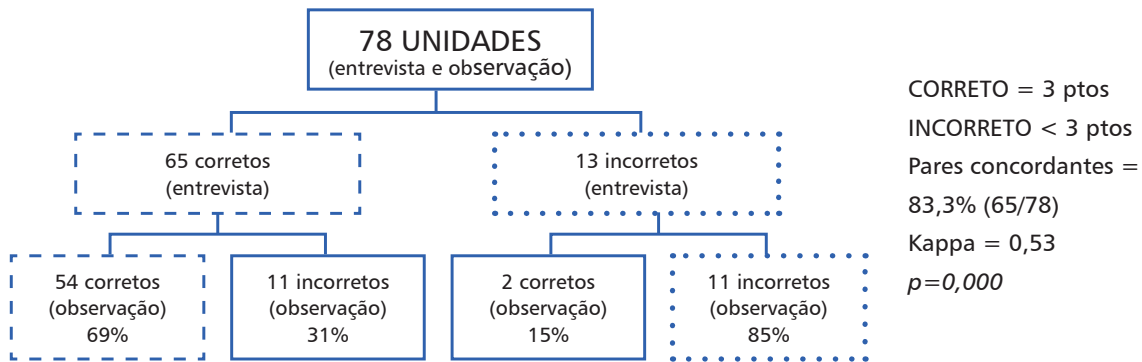 78 UNIDADES
(entrevista e observação)
65 corretos
(entrevista)
13 incorretos
(entrevista)
54 corretos
(observação)
69%
11 incorretos
(observação)
31%
2 corretos
(observação)
15%
11 incorretos
(observação)
85%
CORRETO = 3 ptos
INCORRETO < 3 ptos
Pares concordantes =
83,3% (65/78)
Kappa = 0,53
p=0,000